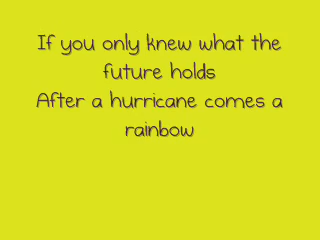 If you only knew what the
future holds
After a hurricane comes a
rainbow